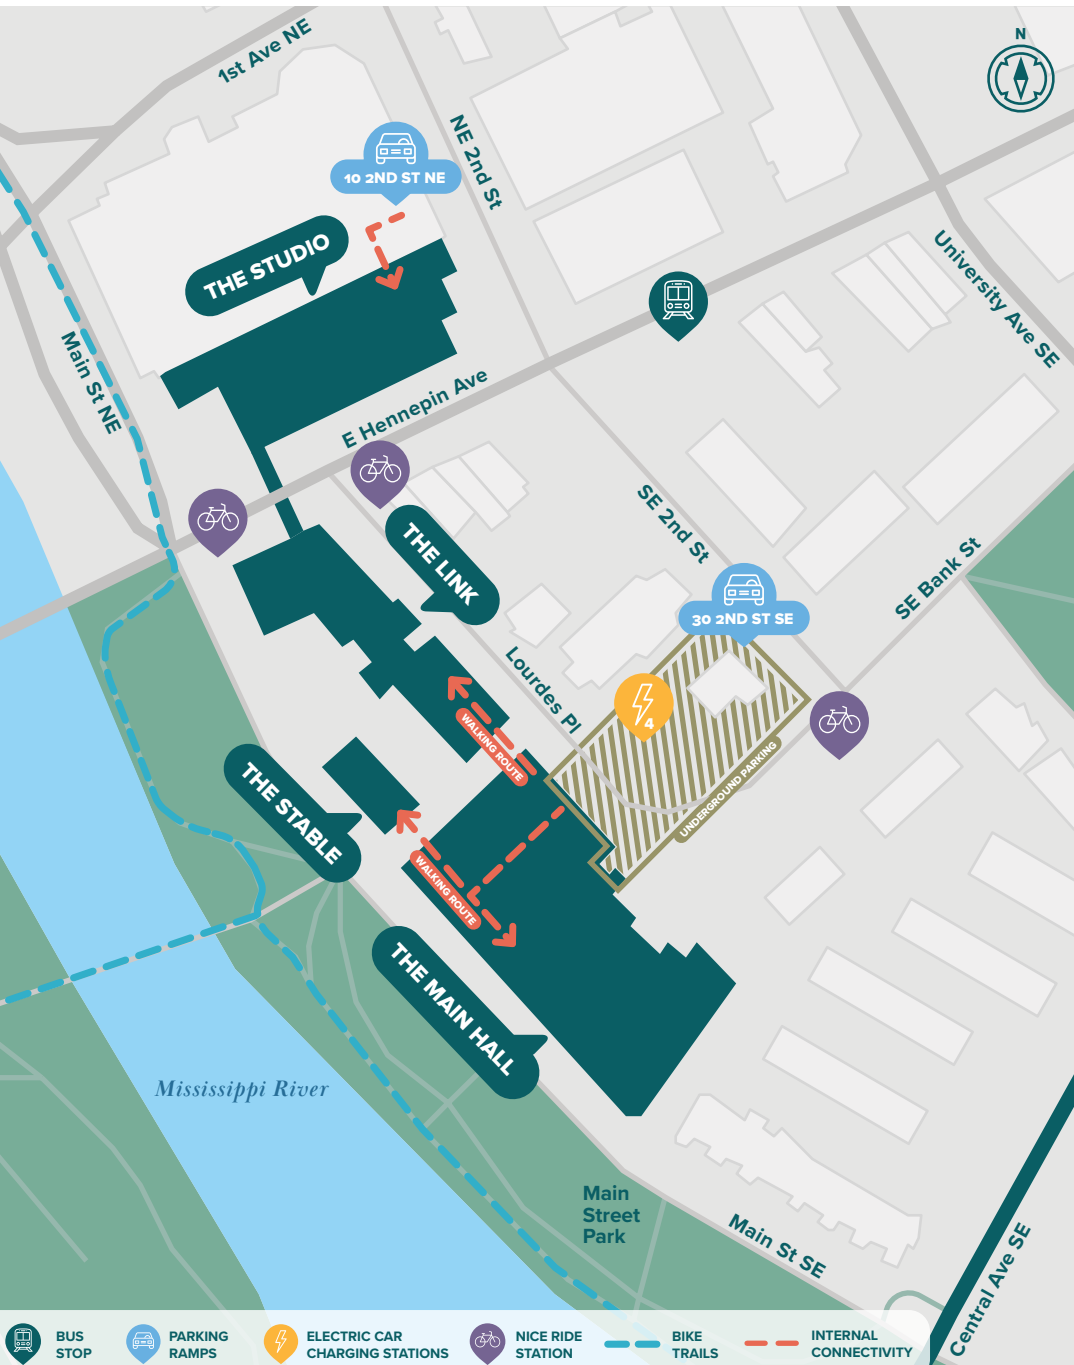 1st Ave NE
N
NE 2nd St
10 2ND ST NE
THE STUDIO
University Ave SE
Main St NE
E Hennepin Ave
THE LINK
SE 2nd St
SE Bank St
30 2ND ST SE
Lourdes Pl
4
WALKING ROUTE
UNDERGROUND PARKING
THE STABLE
WALKING ROUTE
THE MAIN HALL
Mississippi River
Main
Street
Park
Main St SE
Central Ave SE
BUS
STOP
PARKING
RAMPS
ELECTRIC CAR
CHARGING STATIONS
NICE RIDE
STATION
BIKE
TRAILS
INTERNAL
CONNECTIVITY